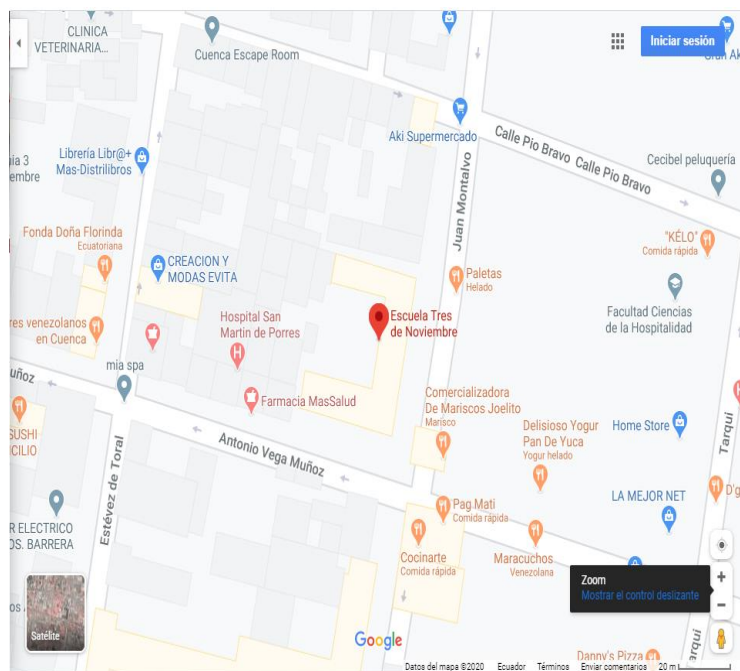 CLINICA
VETERINARIA...
Cuenca Escape Room
Iniciar sesión
Aki Supermercado
Calle Pio Bravo Calle Pio Bravo
Librería Libr@+
Mas-Distrilibros
Cecibel peluquería
Juan Montalvo
Fonda Doña Florinda
Ecuatoriana
CREACION Y
MODAS EVITA
"KÉLO"
Comida rápida
Paletas
Helado
Facultad Ciencias
de la Hospitalidad
Escuela Tres
de Noviembre
Hospital San
Martin de Porres
venezolanos
en Cuenca
mia spa
Farmacia MasSalud
Comercializadora
De Mariscos Joelito
Marisco
Delisioso Yogur
Pan De Yuca
Yogur helado
Home Store
Tarqui
SUSHI
Antonio Vega Muñoz
Estévez de Toral
LA MEJOR NET
Pag Mati
Comida rápida
ELECTRICO
BARRERA
Cocinarte
Comida rápida
Maracuchos
Venezolana
Zoom
Mostrar el control deslizante
Satélite
Google
Danny's Pizza
Datos del mapa ©2020 Ecuador Términos Enviar comentarios 20 m